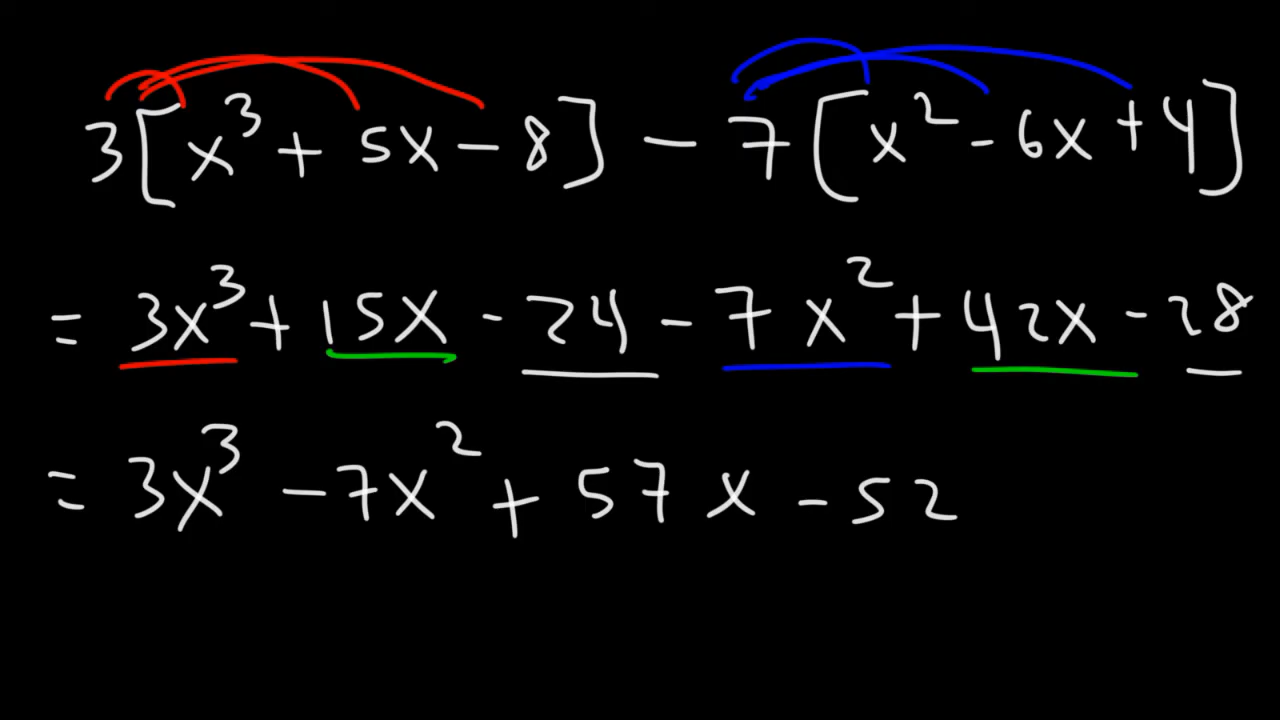 3[x³ + 5x - 8] - 7[x² - 6x + 4]
= 3x³ + 15x - 24 - 7x² + 42x - 28
= 3x³ - 7x² + 57x - 52